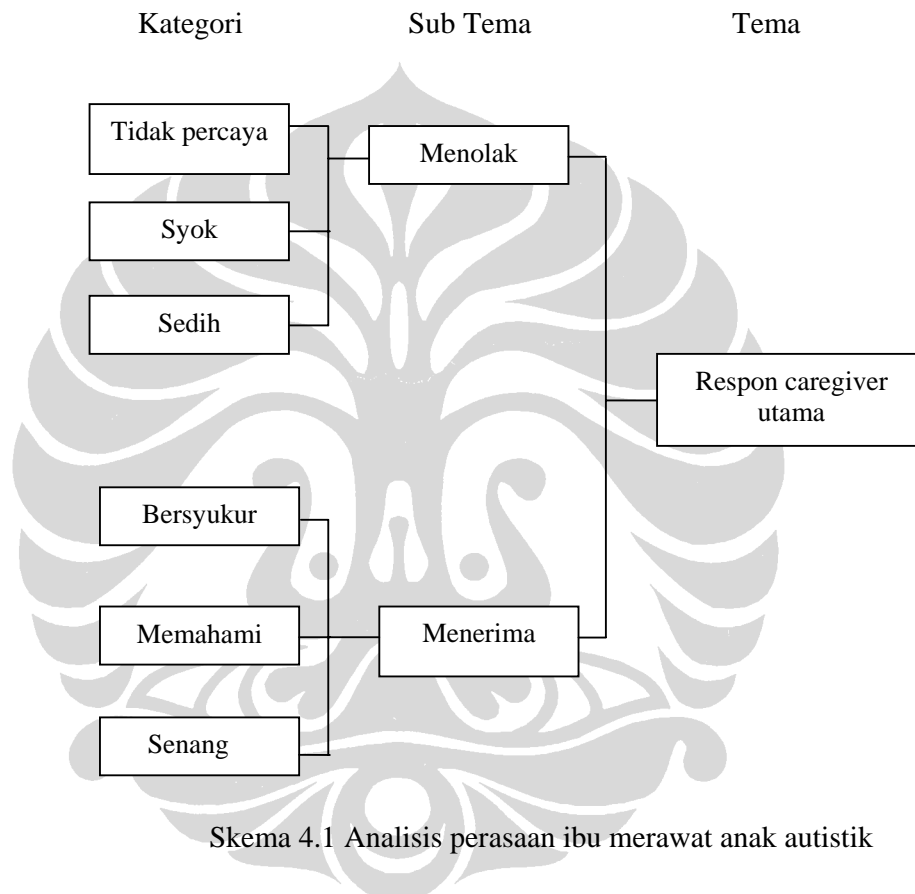 Kategori Sub Tema Tema
Tidak percaya
Menolak
Syok
Sedih
Respon caregiver
utama
Bersyukur
Memahami
Menerima
Senang
Skema 4.1 Analisis perasaan ibu merawat anak autistik